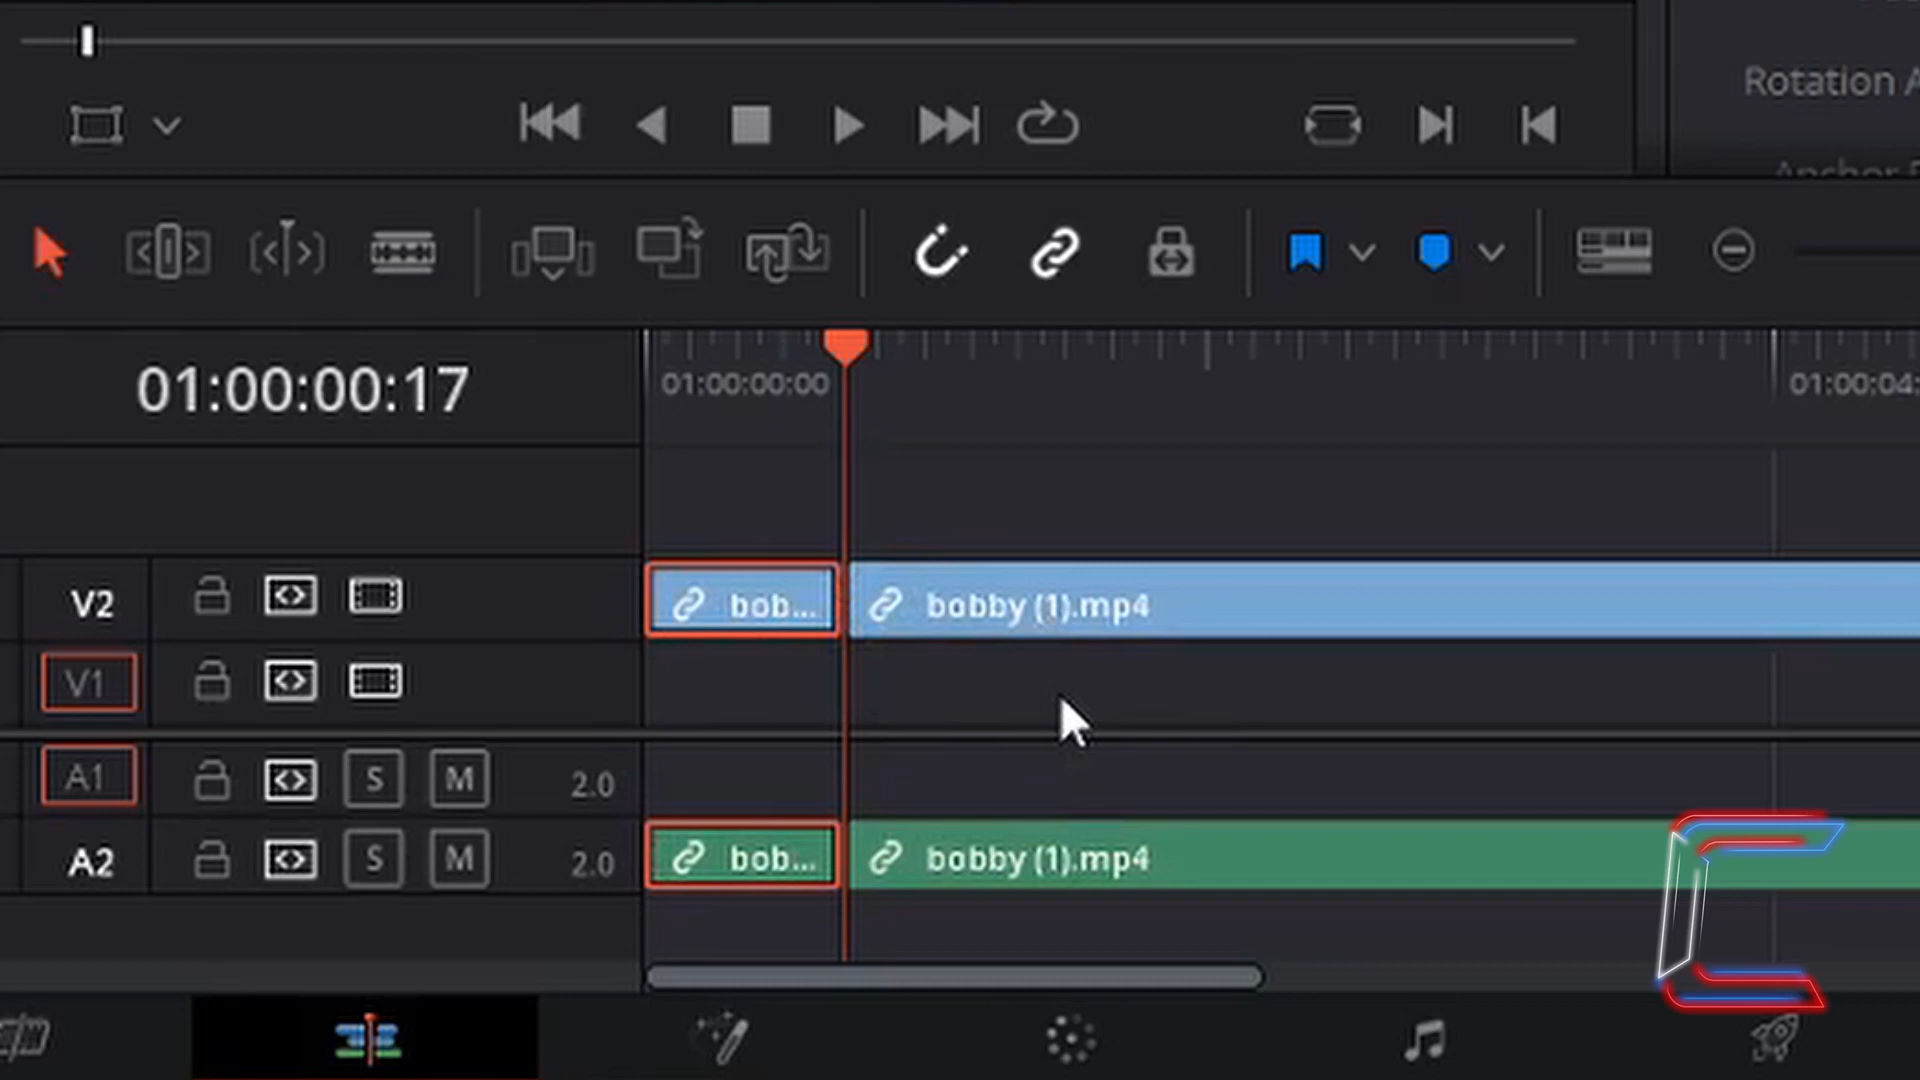 Rotation A
Anchor P
01:00:00:17
01:00:00:00
01:00:04:
V2
bob...
bobby (1).mp4
V1
A1
S
M
2.0
A2
S
M
2.0
bob...
bobby (1).mp4